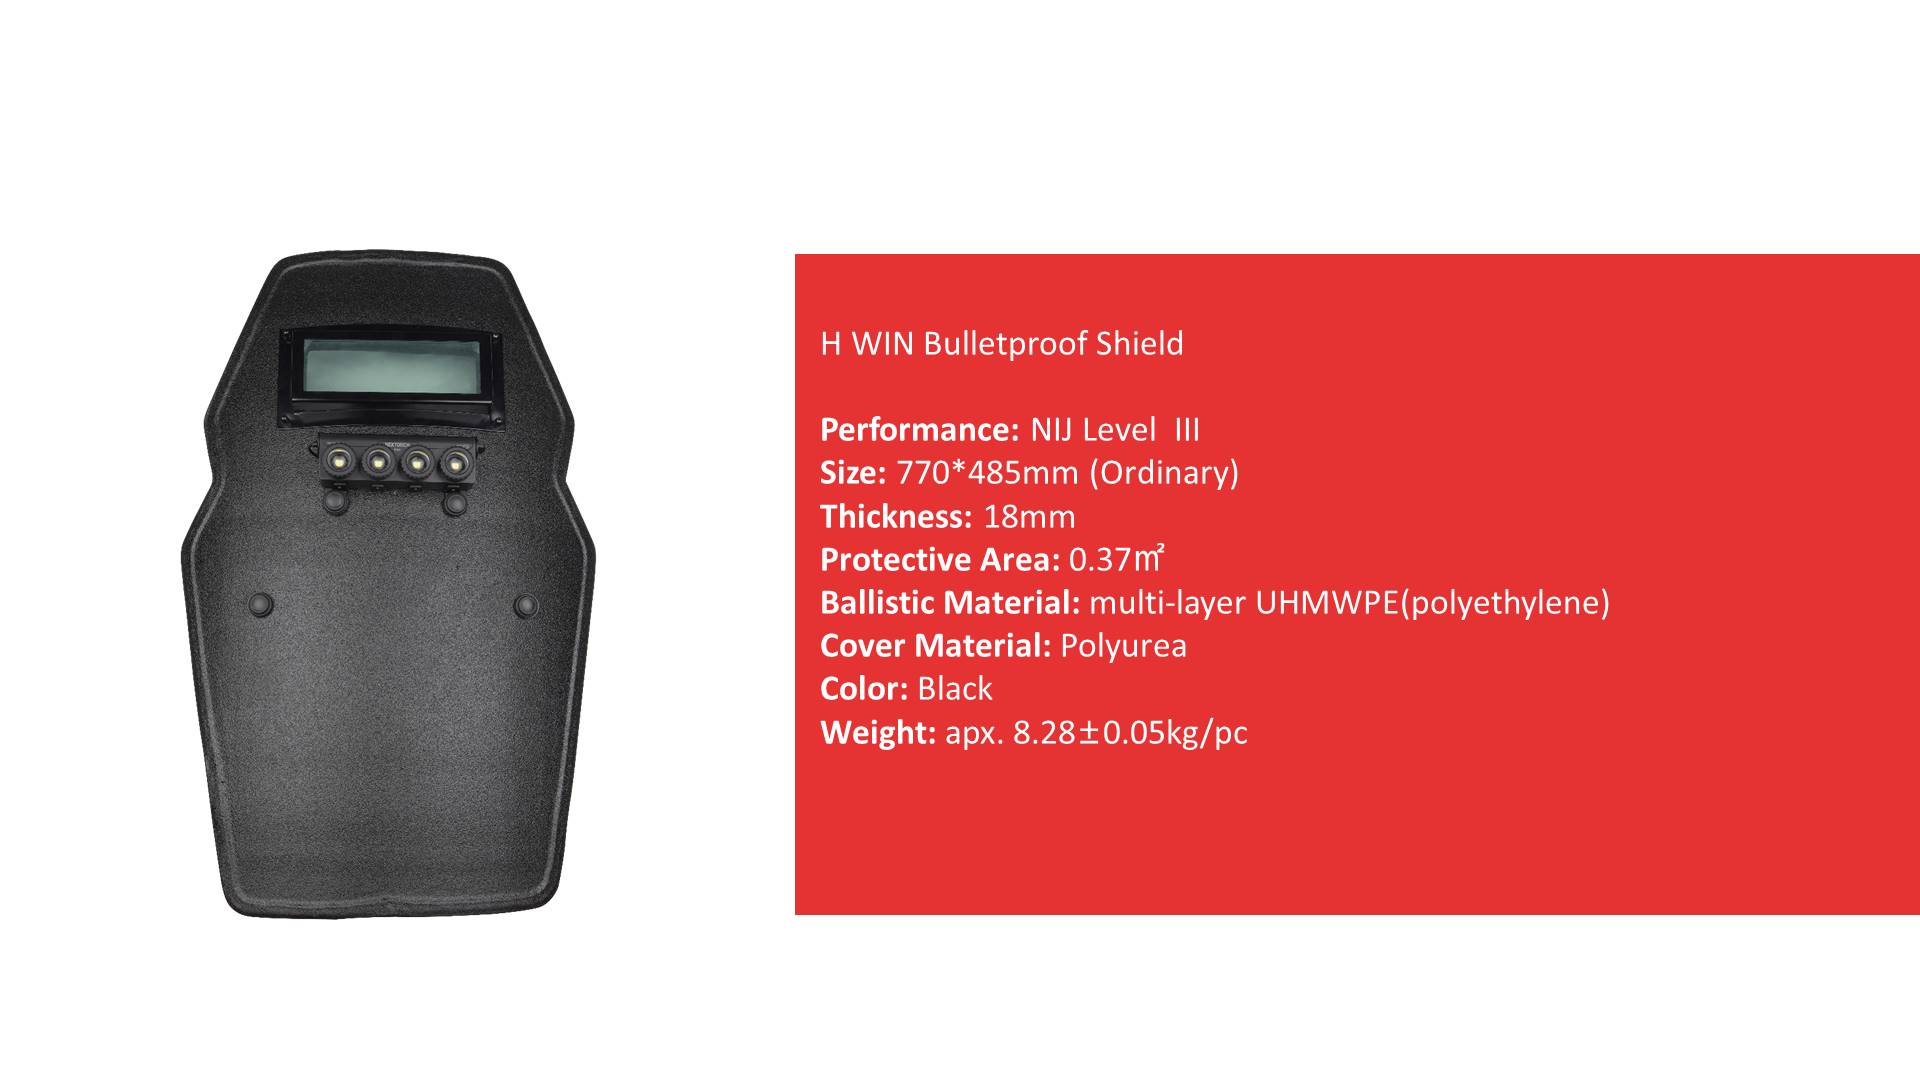 NEXTORCH
H WIN Bulletproof Shield
Performance: NIJ Level  III
Size: 770*485mm (Ordinary)
Thickness: 18mm
Protective Area: 0.37㎡
Ballistic Material: multi-layer UHMWPE(polyethylene)
Cover Material: Polyurea
Color: Black
Weight: apx. 8.28±0.05kg/pc